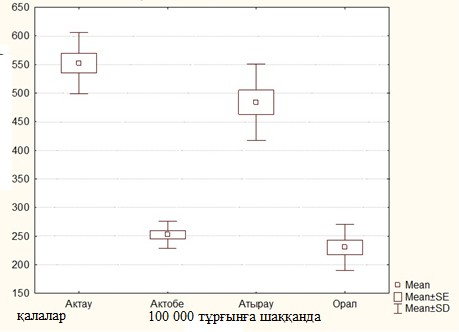 650
600
550
500
450
400
350
300
250
200
150
Актау
Актобе
Атырау
Орал
Mean
Mean±SE
Mean±SD
қалалар
100 000 тұрғынға шаққанда